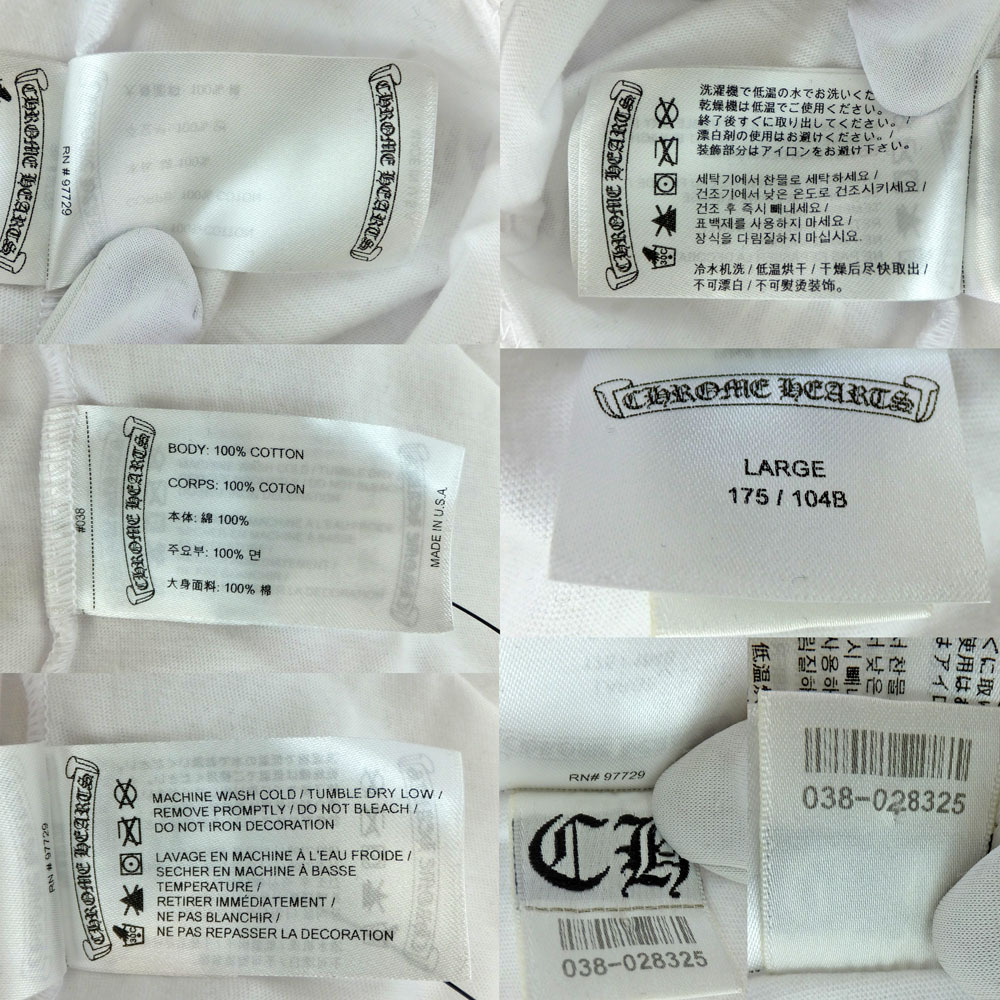 CHROME HEARTS
RN # 97729
CHROME HEARTS
CHROME HEARTS
洗濯機で低温の水でお洗いくだ
乾燥機は低温でご使用ください。
終了後すぐに取り出してください。/
漂白剤の使用はお避けください。/
装飾部分はアイロンをお避け下さい。
세탁기에서 찬물로 세탁하세요 /
건조기에서 낮은 온도로 건조시키세요 /
건조 후 즉시 빼내세요 /
표백제를 사용하지 마세요 /
장식을 다림질하지 마십시요.
冷水机洗 / 低温烘干 / 干燥后尽快取出 /
不可漂白 / 不可熨烫装饰。
30C
#038
CHROME HEARTS
BODY: 100% COTTON
CORPS: 100% COTON
本体: 綿 100%
주요부: 100% 면
大身面料: 100% 棉
MADE IN U.S.A.
CHROME HEARTS
LARGE
175 / 104B
RN # 97729
CHROME HEARTS
MACHINE WASH COLD / TUMBLE DRY LOW /
REMOVE PROMPTLY / DO NOT BLEACH /
DO NOT IRON DECORATION
LAVAGE EN MACHINE À L'EAU FROIDE /
SECHER EN MACHINE À BASSE
TEMPERATURE /
RETIRER IMMÉDIATEMENT /
NE PAS BLANCHIR /
NE PAS REPASSER LA DECORATION
30C
RN# 97729
CH
038-028325
038-028325